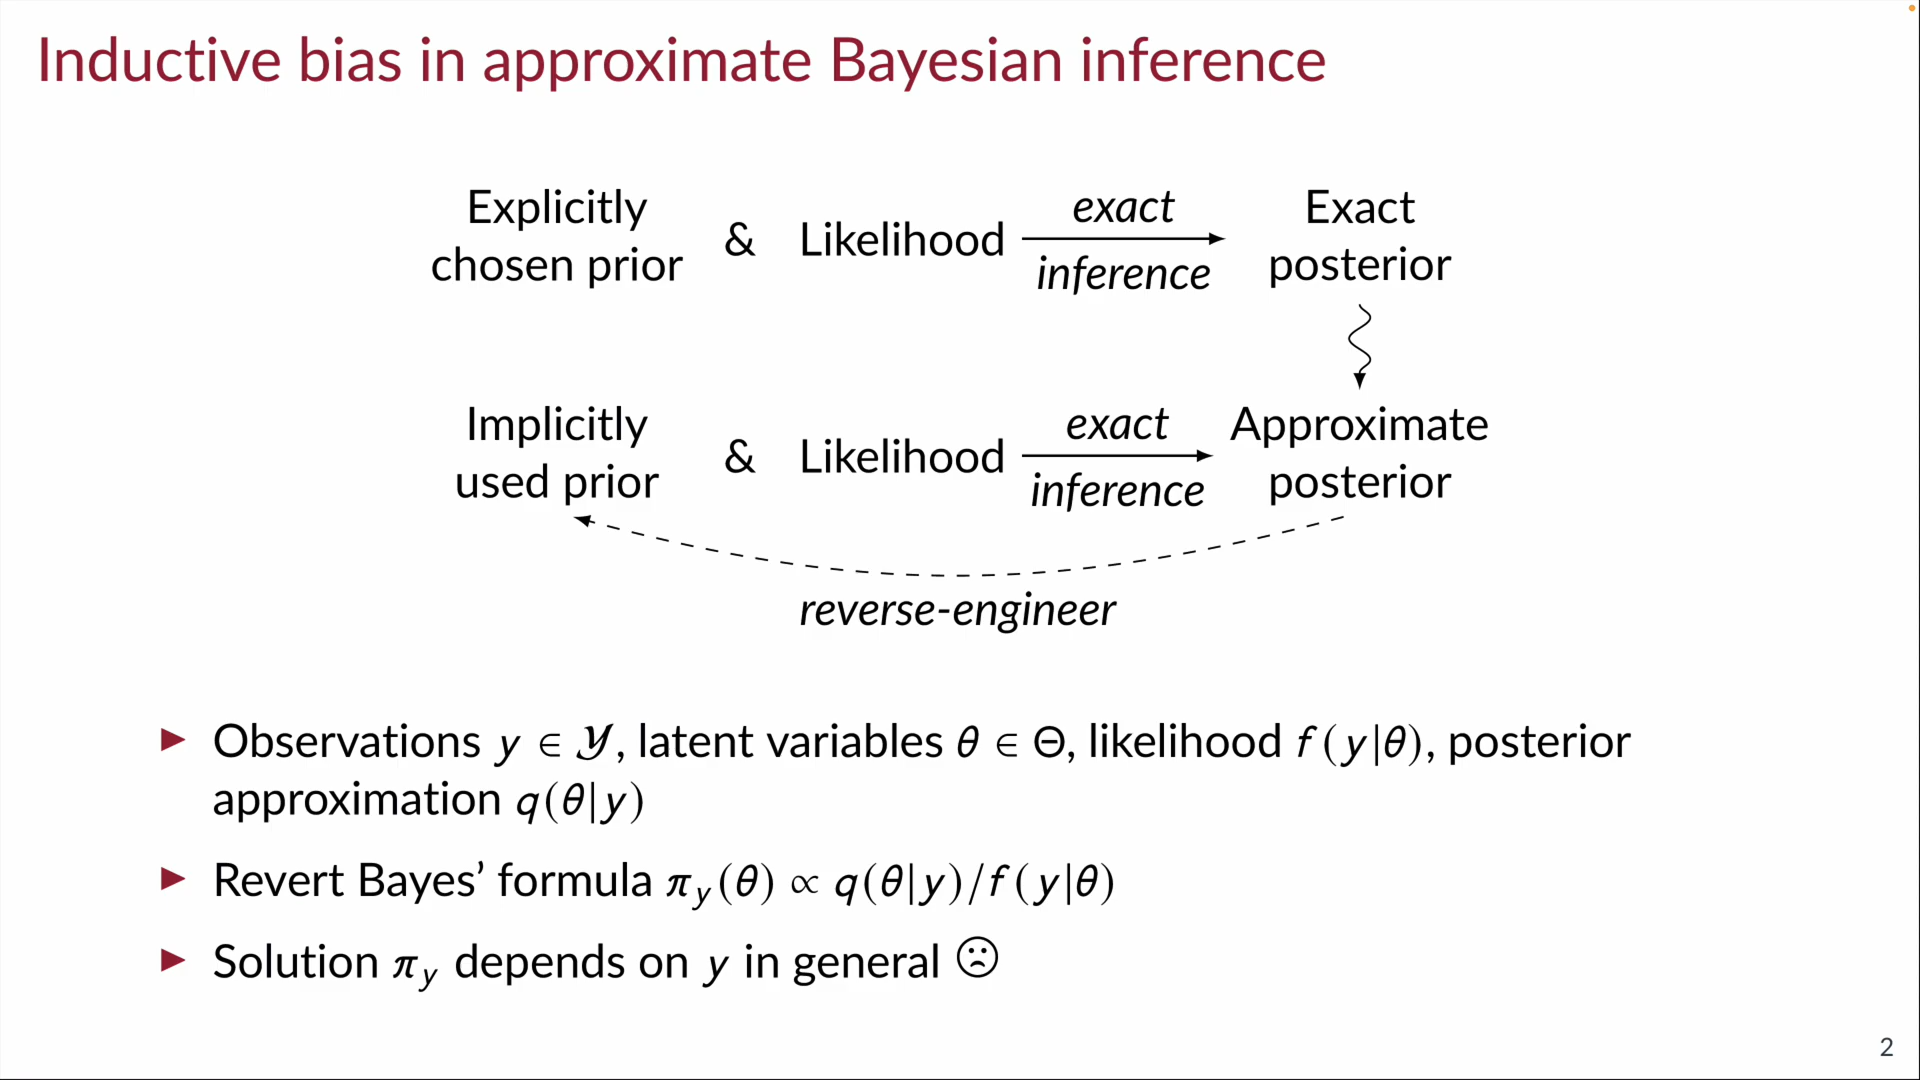 Inductive bias in approximate Bayesian inference
Explicitly chosen prior & Likelihood exact inference Exact posterior
Implicitly used prior & Likelihood exact inference Approximate posterior
reverse-engineer
▶ Observations y ∈ 𝒴, latent variables θ ∈ Θ, likelihood f(y|θ), posterior
approximation q(θ|y)
▶ Revert Bayes’ formula π_y(θ) ∝ q(θ|y)/f(y|θ)
▶ Solution π_y depends on y in general ☹
2